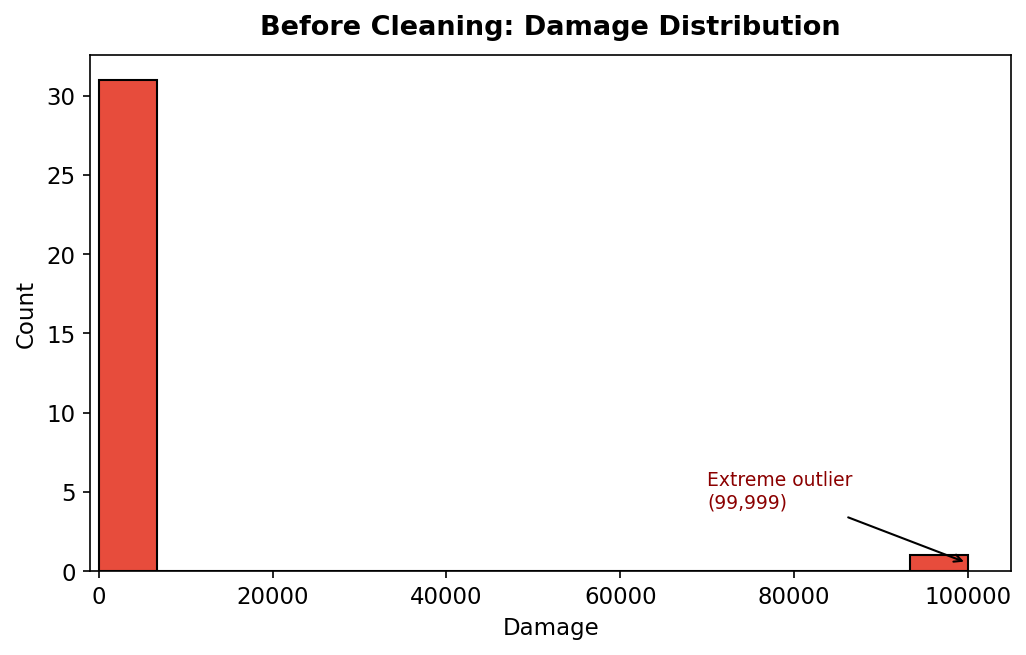 Before Cleaning: Damage Distribution
30
25
20
15
10
5
0
Count
Extreme outlier
(99,999)
0 20000 40000 60000 80000 100000
Damage